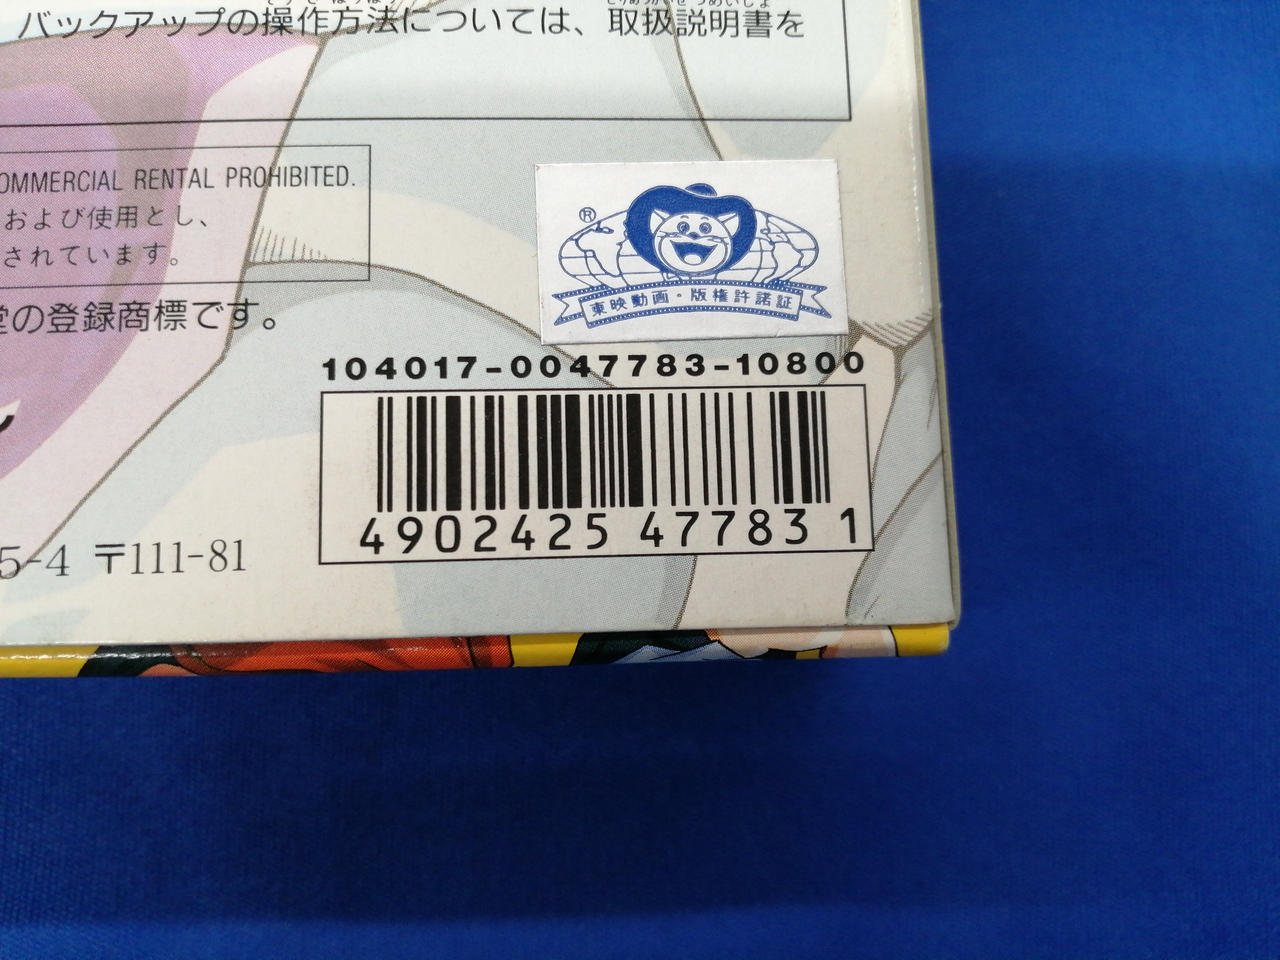 バックアップの操作方法については、取扱説明書を
OMMERCIAL RENTAL PROHIBITED.
および使用とし、
されています。
堂の登録商標です。
®
東映動画・版権許諾証
104017-0047783-10800
4902425 47783 1
5-4 〒111-81